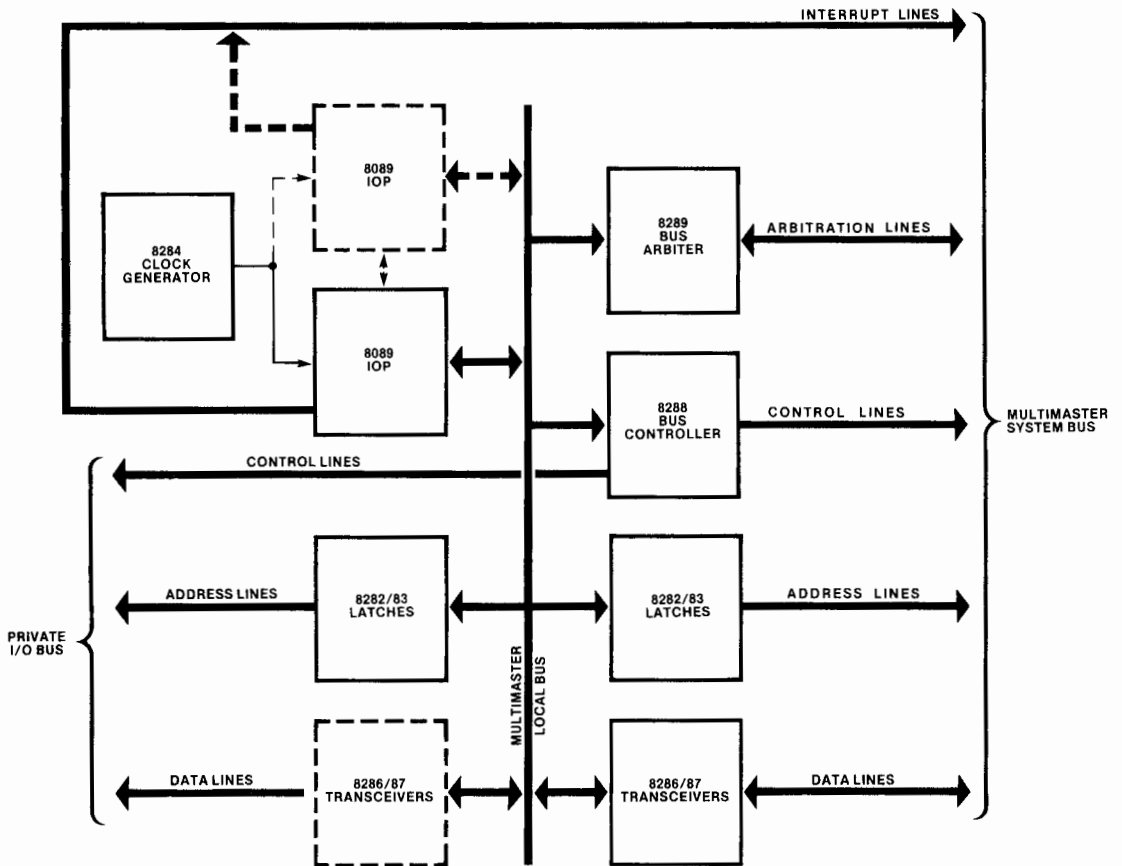 INTERRUPT LINES
8089
IOP
8284
CLOCK
GENERATOR
8289
BUS
ARBITER
ARBITRATION LINES
8089
IOP
8288
BUS
CONTROLLER
CONTROL LINES
MULTIMASTER
SYSTEM BUS
CONTROL LINES
ADDRESS LINES
8282/83
LATCHES
8282/83
LATCHES
ADDRESS LINES
PRIVATE
I/O BUS
MULTIMASTER
LOCAL BUS
DATA LINES
8286/87
TRANSCEIVERS
8286/87
TRANSCEIVERS
DATA LINES